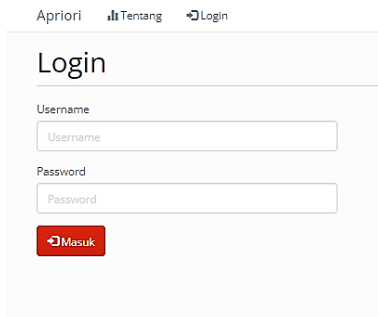 Apriori Tentang Login
Login
Username
Username
Password
Password
Masuk